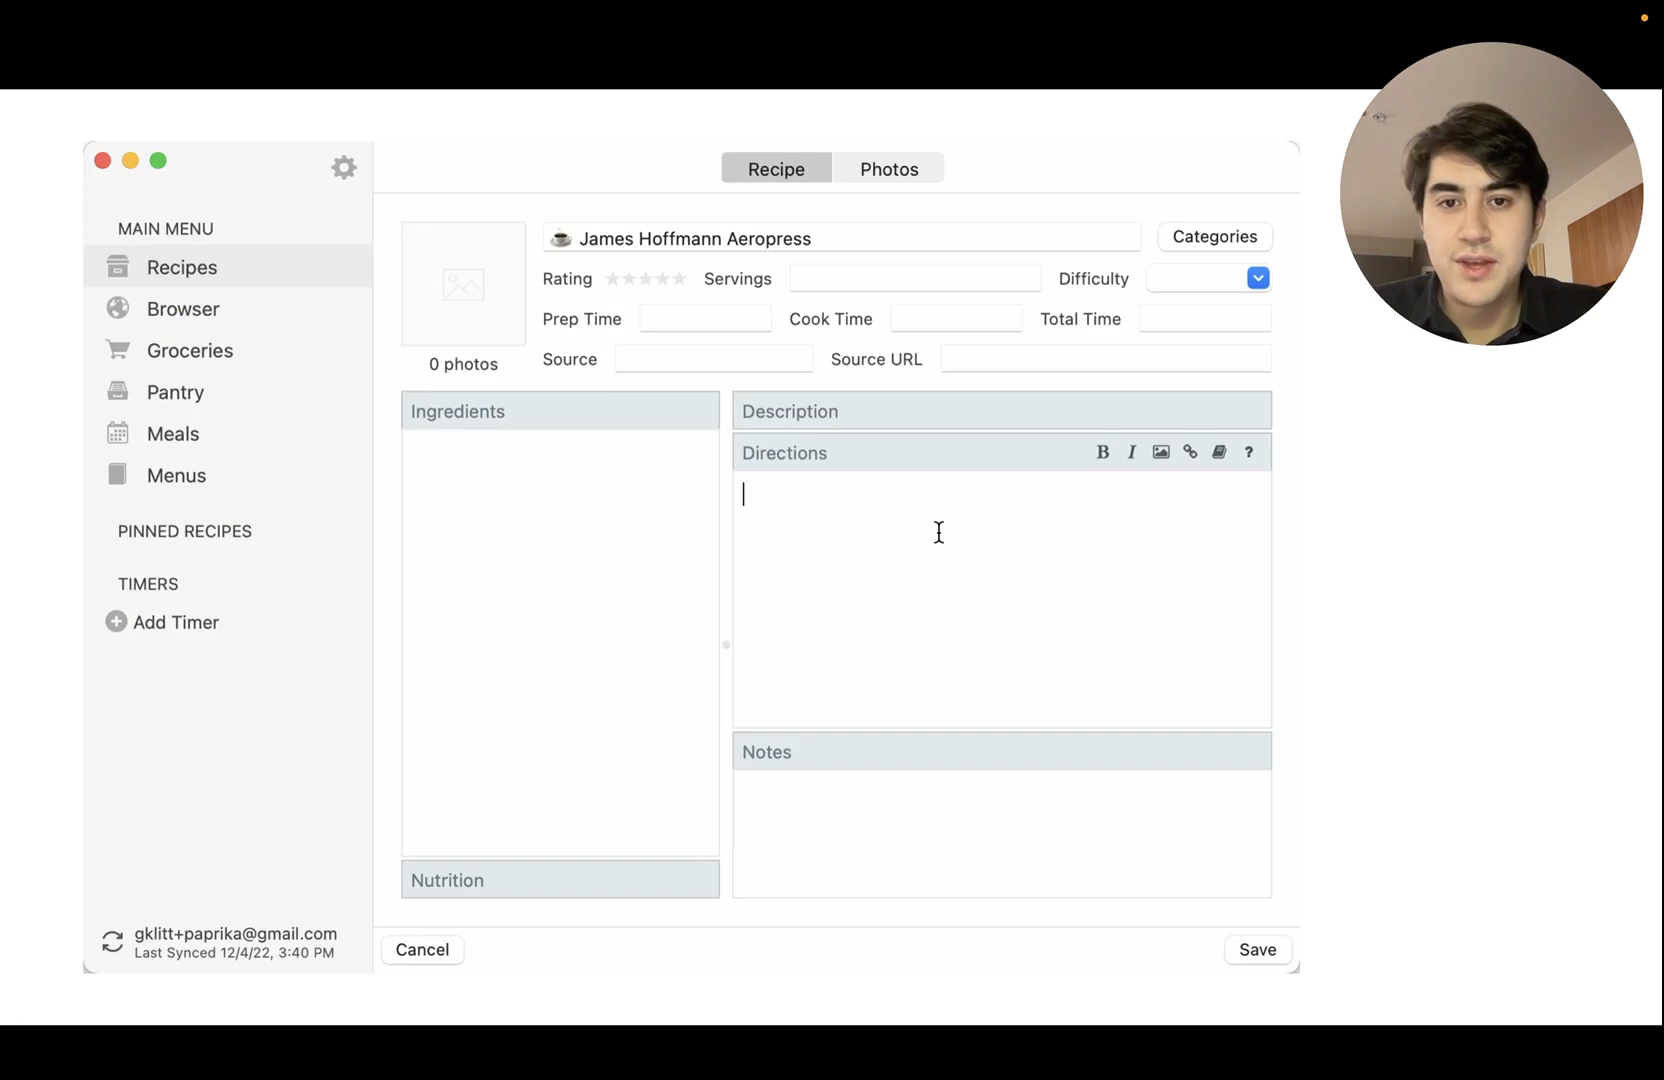 Recipe Photos
MAIN MENU
Recipes
Browser
Groceries
Pantry
Meals
Menus
PINNED RECIPES
TIMERS
Add Timer
gklitt+paprika@gmail.com
Last Synced 12/4/22, 3:40 PM
☕ James Hoffmann Aeropress Categories
Rating Servings Difficulty
Prep Time Cook Time Total Time
0 photos
Source Source URL
Ingredients
Nutrition
Description
Directions B I ?
Notes
Cancel Save